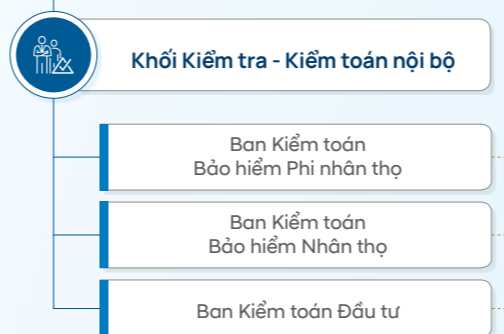 Khối Kiểm tra - Kiểm toán nội bộ
Ban Kiểm toán
Bảo hiểm Phi nhân thọ
Ban Kiểm toán
Bảo hiểm Nhân thọ
Ban Kiểm toán Đầu tư